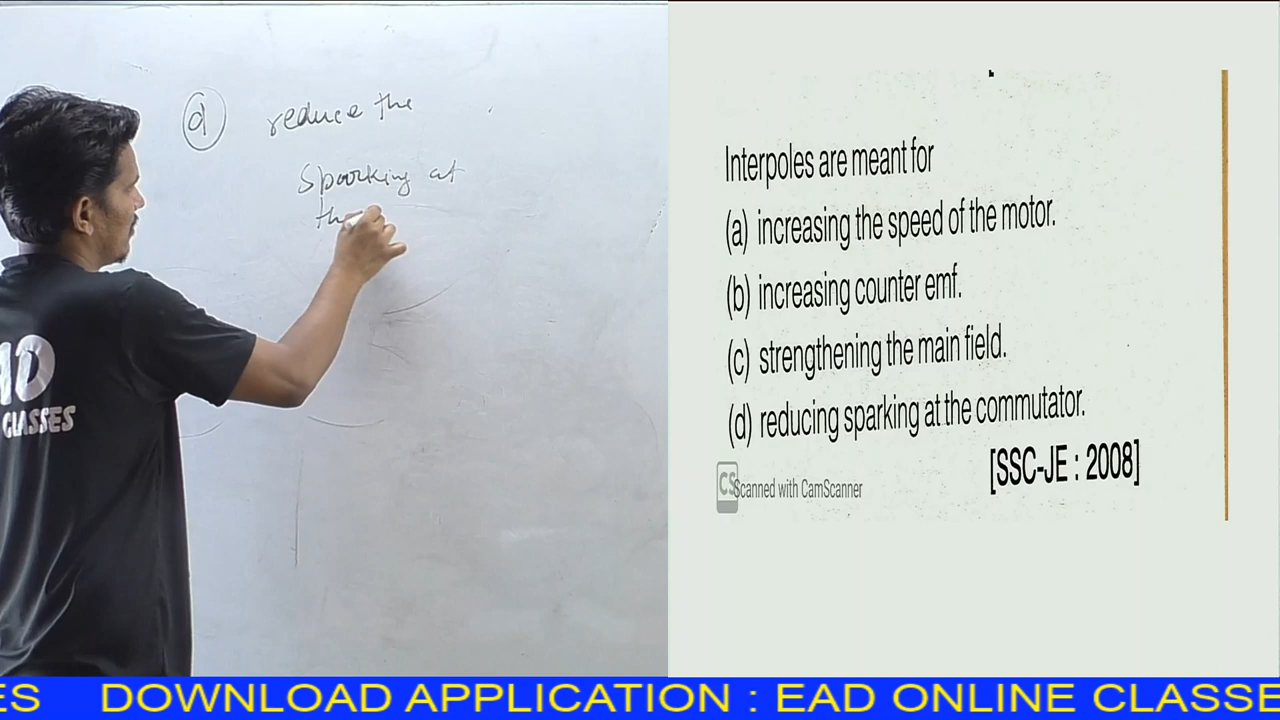 (d) reduce the
sparking at
the
AD
CLASSES
Interpoles are meant for
(a) increasing the speed of the motor.
(b) increasing counter emf.
(c) strengthening the main field.
(d) reducing sparking at the commutator.
[SSC-JE : 2008]
CS Scanned with CamScanner
ES DOWNLOAD APPLICATION : EAD ONLINE CLASSE